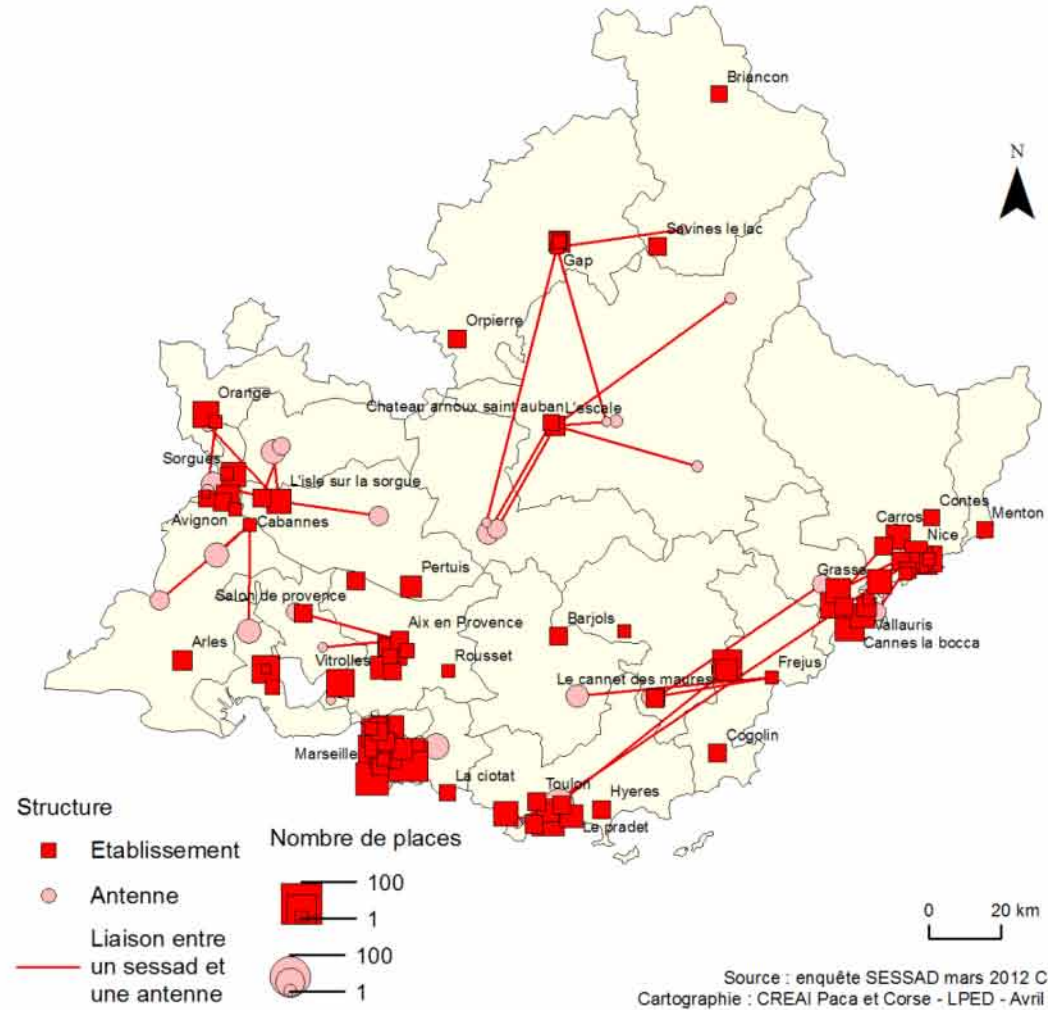 Briancon
N
Savines le lac
Gap
Orpierre
Chateau arnoux saint auban
L'escale
Orange
Sorgues
L'isle sur la sorgue
Avignon
Cabannes
Contes
Carros
Menton
Nice
Grasse
Pertuis
Salon de provence
Aix en Provence
Barjols
Vallauris
Cannes la bocca
Arles
Vitrolles
Rousset
Frejus
Le cannet des maures
Cogolin
Marseille
La ciotat
Toulon
Hyeres
Le pradet
Structure
Etablissement
Antenne
Liaison entre
un sessad et
une antenne
Nombre de places
100
1
100
1
0 20 km
Source : enquête SESSAD mars 2012 C
Cartographie : CREAI Paca et Corse - LPED - Avril